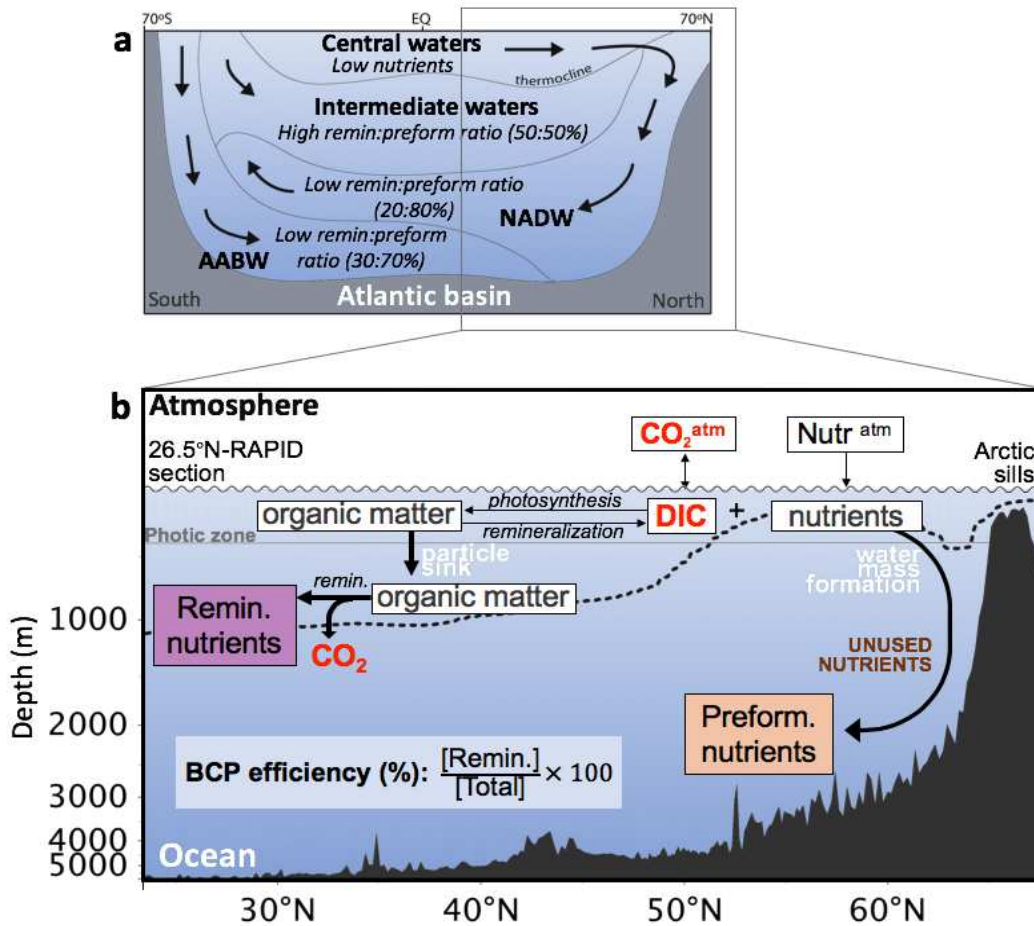 70ºS EQ 70ºN
a
Central waters
Low nutrients
thermocline
Intermediate waters
High remin:preform ratio (50:50%)
Low remin:preform ratio
(20:80%)
NADW
Low remin:preform
ratio (30:70%)
AABW
South Atlantic basin North
b
Atmosphere
26.5°N-RAPID
section
CO₂ᵃᵗᵐ
Nutr ᵃᵗᵐ
Arctic
sills
organic matter
photosynthesis
remineralization
DIC + nutrients
Photic zone
particle
sink
water
mass
formation
remin.
organic matter
Remin.
nutrients
CO₂
UNUSED
NUTRIENTS
Preform.
nutrients
BCP efficiency (%): [Remin.]/[Total] × 100
Ocean
Depth (m)
1000
2000
3000
4000
5000
30°N 40°N 50°N 60°N